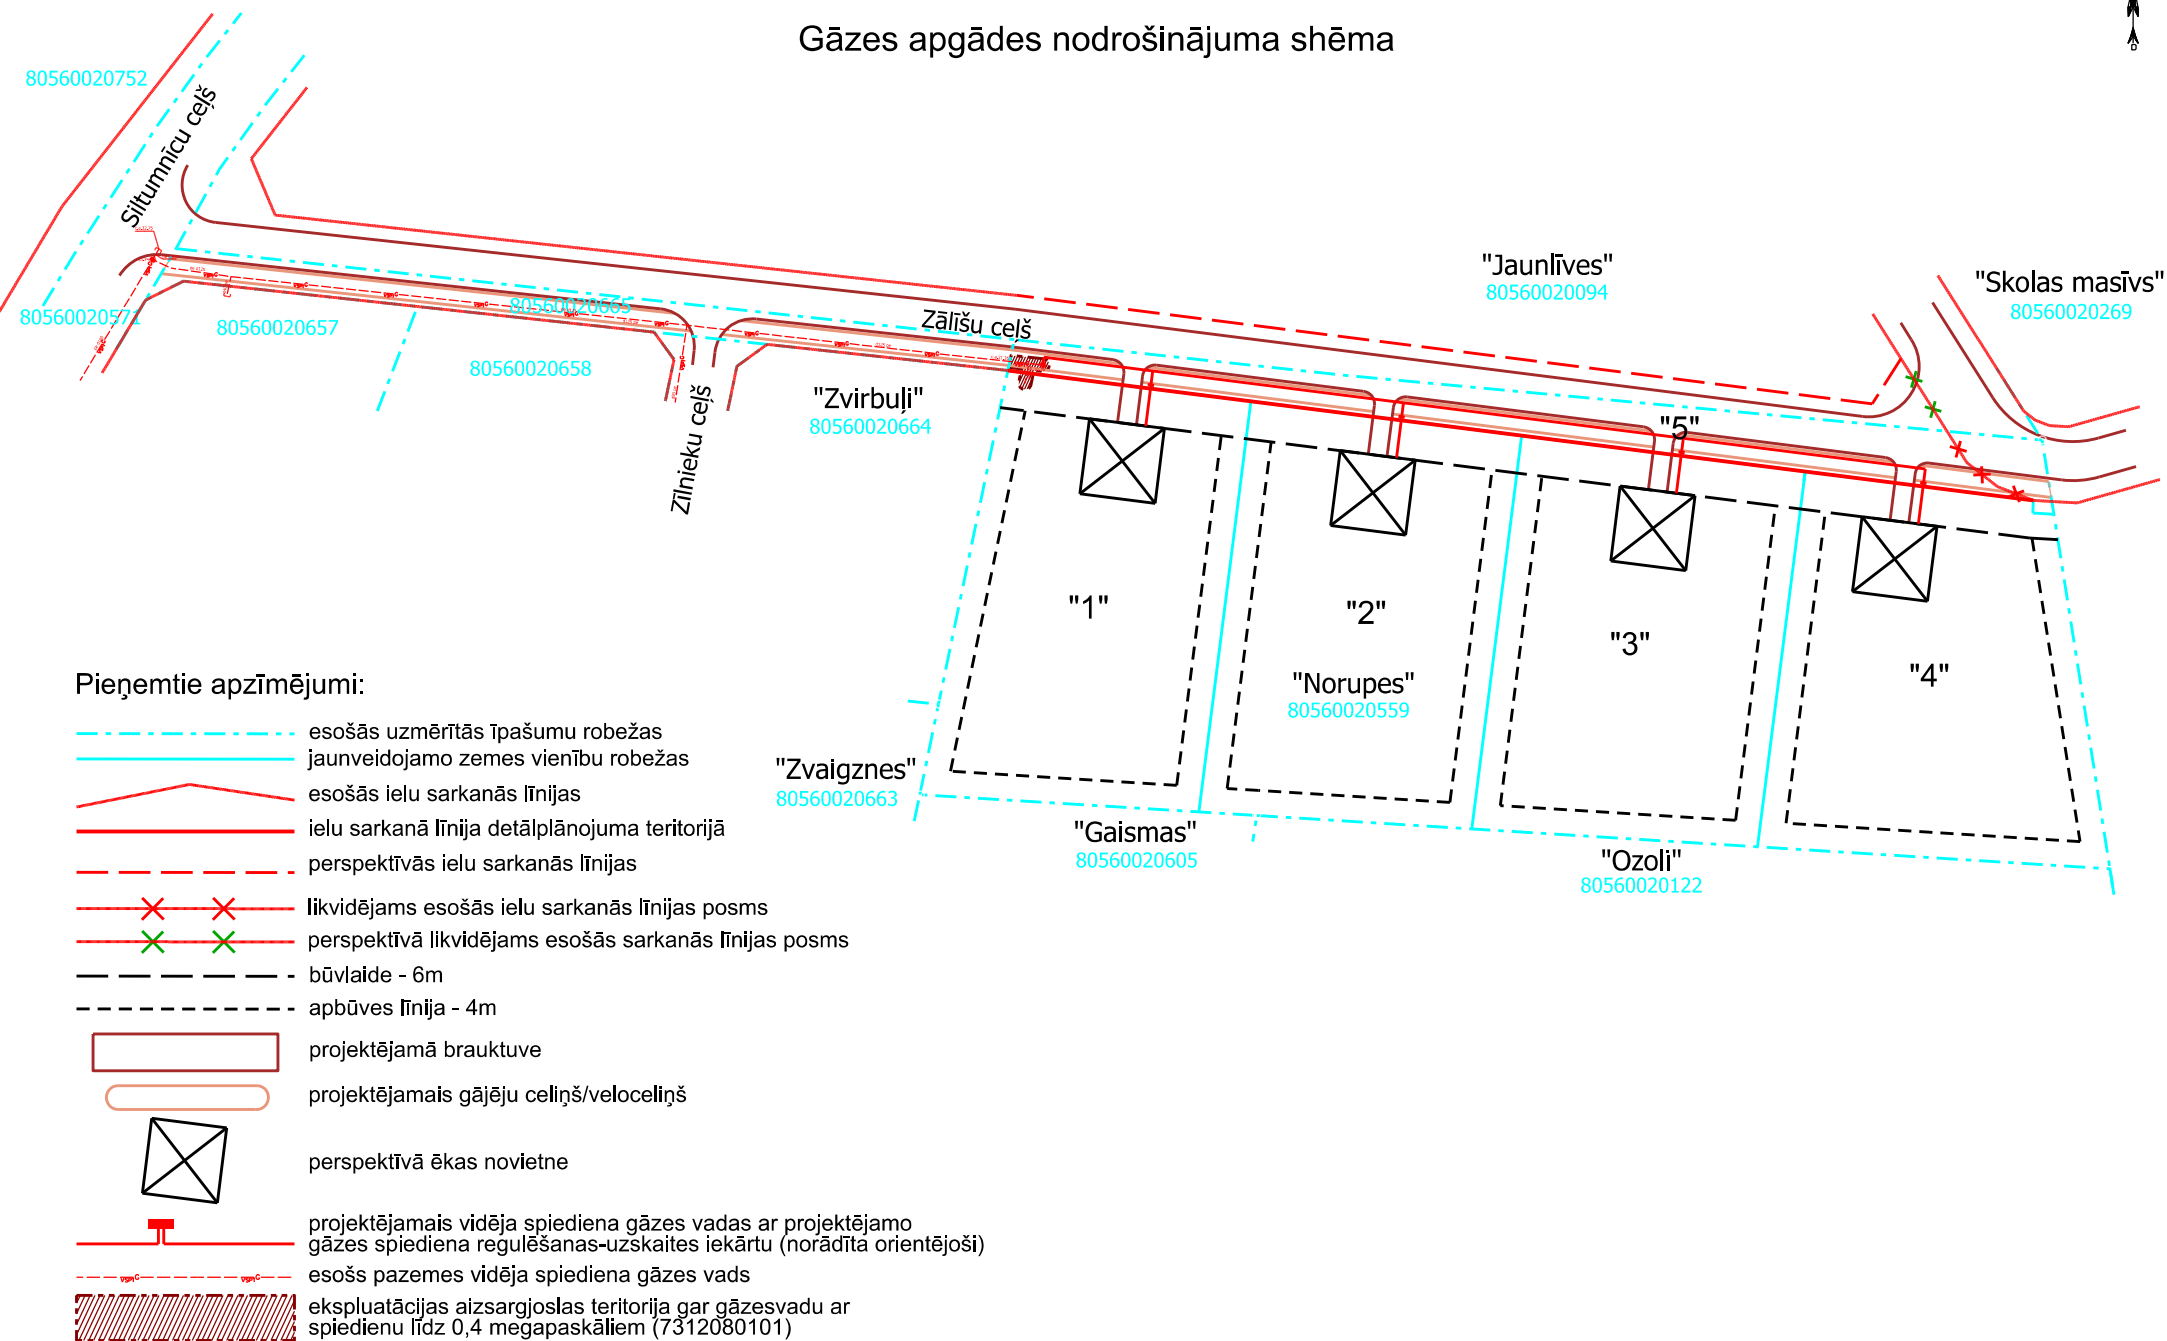 Gāzes apgādes nodrošinājuma shēma
80560020752
Siltumnīcu ceļš
"Jaunlīves"
80560020094
"Skolas masīvs"
80560020269
80560020571
80560020657
80560020665
80560020658
Zālīšu ceļš
Zīlnieku ceļš
"Zvirbuļi"
80560020664
"5"
"1"
"2"
"3"
"4"
"Norupes"
80560020559
"Zvaigznes"
80560020663
"Gaismas"
80560020605
"Ozoli"
80560020122
Pieņemtie apzīmējumi:
esošās uzmērītās īpašumu robežas
jaunveidojamo zemes vienību robežas
esošās ielu sarkanās līnijas
ielu sarkanā līnija detālplānojuma teritorijā
perspektīvās ielu sarkanās līnijas
likvidējams esošās ielu sarkanās līnijas posms
perspektīvā likvidējams esošās sarkanās līnijas posms
būvlaide - 6m
apbūves līnija - 4m
projektējamā brauktuve
projektējamais gājēju celiņš/veloceliņš
perspektīvā ēkas novietne
projektējamais vidēja spiediena gāzes vadas ar projektējamo
gāzes spiediena regulēšanas-uzskaites iekārtu (norādīta orientējoši)
esošs pazemes vidēja spiediena gāzes vads
ekspluatācijas aizsargjoslas teritorija gar gāzesvadu ar
spiedienu līdz 0,4 megapaskāliem (7312080101)